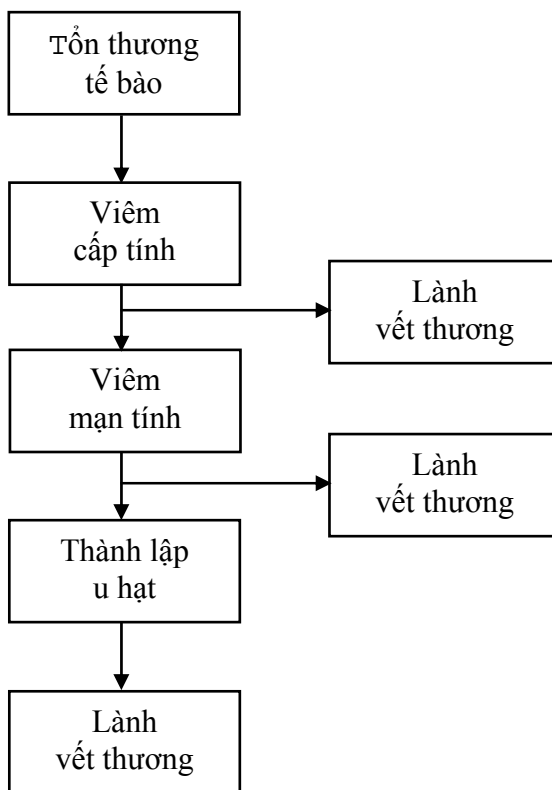 Tổn thương
tế bào
Viêm
cấp tính
Lành
vết thương
Viêm
mạn tính
Lành
vết thương
Thành lập
u hạt
Lành
vết thương